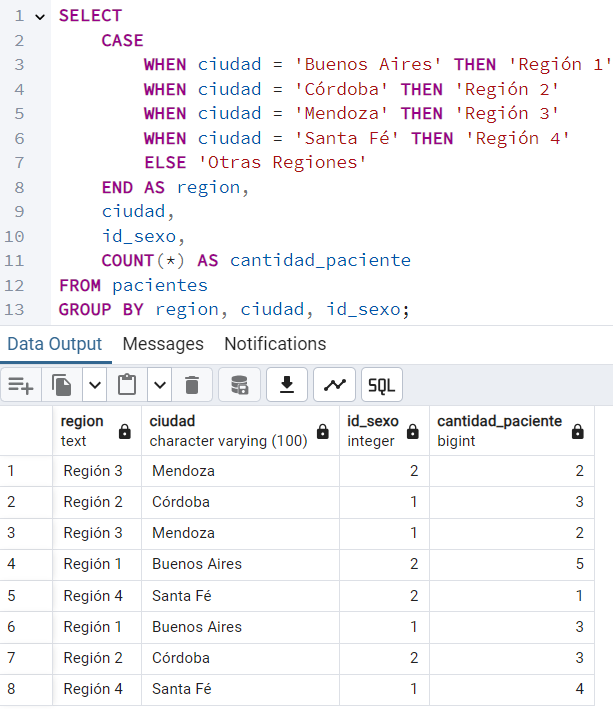 1 SELECT
2 CASE
3 WHEN ciudad = 'Buenos Aires' THEN 'Región 1'
4 WHEN ciudad = 'Córdoba' THEN 'Región 2'
5 WHEN ciudad = 'Mendoza' THEN 'Región 3'
6 WHEN ciudad = 'Santa Fé' THEN 'Región 4'
7 ELSE 'Otras Regiones'
8 END AS region,
9 ciudad,
10 id_sexo,
11 COUNT(*) AS cantidad_paciente
12 FROM pacientes
13 GROUP BY region, ciudad, id_sexo;
Data Output Messages Notifications
SQL
region ciudad id_sexo cantidad_paciente
text character varying (100) integer bigint
1 Región 3 Mendoza 2 2
2 Región 2 Córdoba 1 3
3 Región 3 Mendoza 1 2
4 Región 1 Buenos Aires 2 5
5 Región 4 Santa Fé 2 1
6 Región 1 Buenos Aires 1 3
7 Región 2 Córdoba 2 3
8 Región 4 Santa Fé 1 4